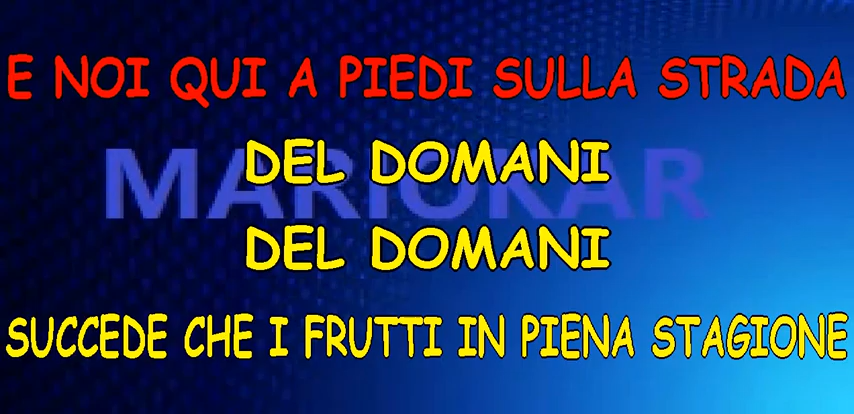 E NOI QUI A PIEDI SULLA STRADA
DEL DOMANI
MARIOKAR
DEL DOMANI
SUCCEDE CHE I FRUTTI IN PIENA STAGIONE